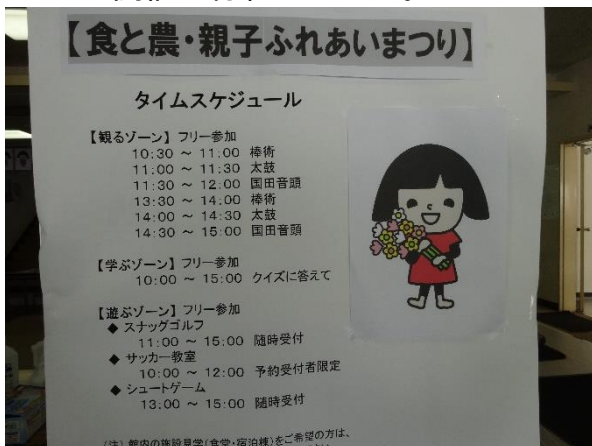 【食と農・親子ふれあいまつり】
タイムスケジュール
【観るゾーン】 フリー参加
10:30 ～ 11:00 棒術
11:00 ～ 11:30 太鼓
11:30 ～ 12:00 国田音頭
13:30 ～ 14:00 棒術
14:00 ～ 14:30 太鼓
14:30 ～ 15:00 国田音頭
【学ぶゾーン】 フリー参加
10:00 ～ 15:00 クイズに答えて
【遊ぶゾーン】 フリー参加
◆ スナッグゴルフ
11:00 ～ 15:00 随時受付
◆ サッカー教室
10:00 ～ 12:00 予約受付者限定
◆ シュートゲーム
13:00 ～ 15:00 随時受付
(注) 館内の施設見学(食堂・宿泊棟)をご希望の方は、